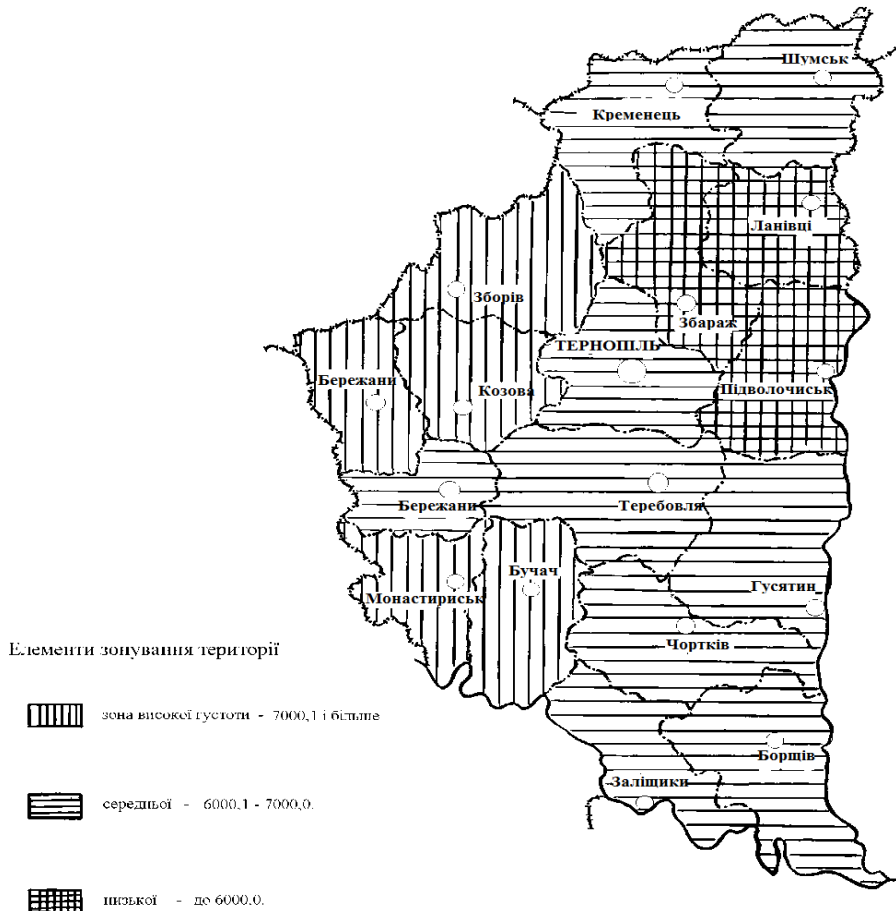 Шумськ
Кременець
Ланівці
Зборів
Збараж
ТЕРНОПІЛЬ
Бережани
Козова
Підволочиськ
Бережани
Теребовля
Бучач
Монастириськ
Гусятин
Чортків
Борщів
Заліщики
Елементи зонування території
зона високої густоти - 7000,1 і більше
середньої - 6000,1 - 7000,0.
низької - до 6000,0.